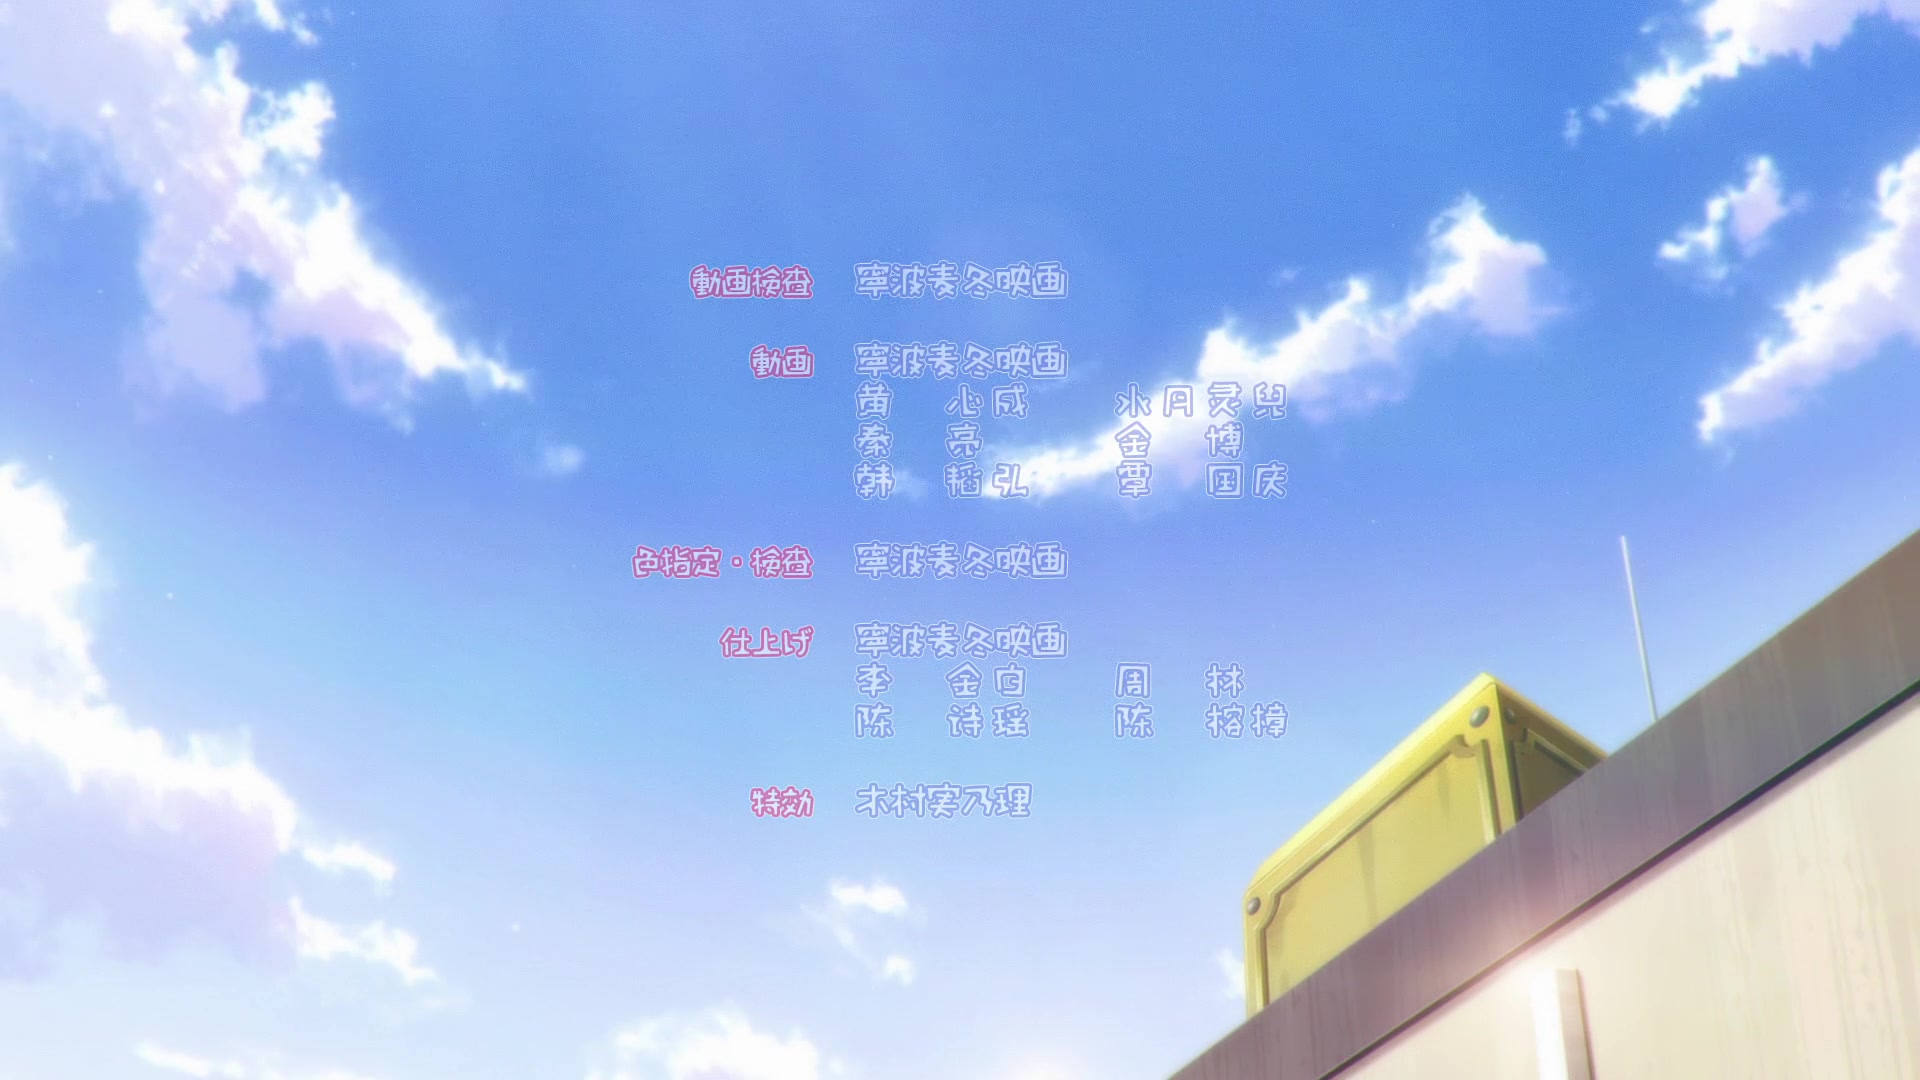 動画検査 寧波麦冬映画
動画 寧波麦冬映画
黄 心成 水月灵兒
秦 亮 金 博
韩 韬弘 覃 国庆
色指定・検査 寧波麦冬映画
仕上げ 寧波麦冬映画
李 金白 周 林
陈 诗瑶 陈 榕樟
特効 木村実乃理